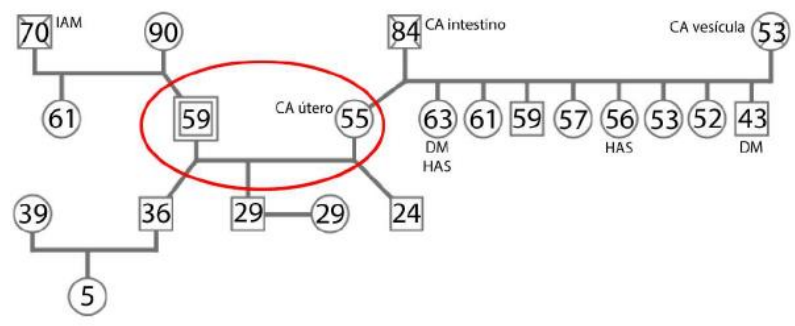 70 IAM 90 84 CA intestino CA vesícula 53
61 59 CA útero 55 63 61 59 57 56 53 52 43
DM HAS DM
HAS
39 36 29 29 24
5